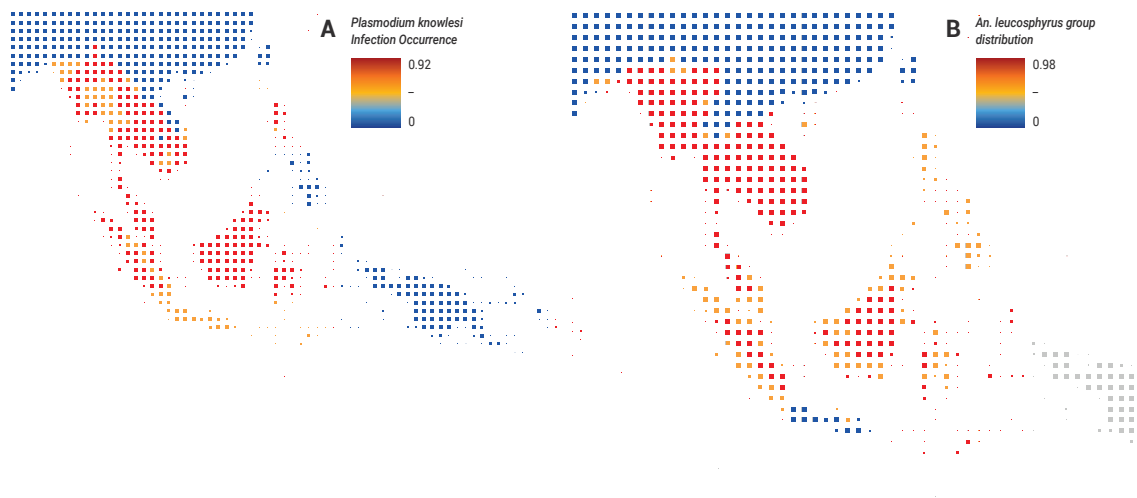 A
Plasmodium knowlesi
Infection Occurrence
0.92
–
0
B
An. leucosphyrus group
distribution
0.98
–
0